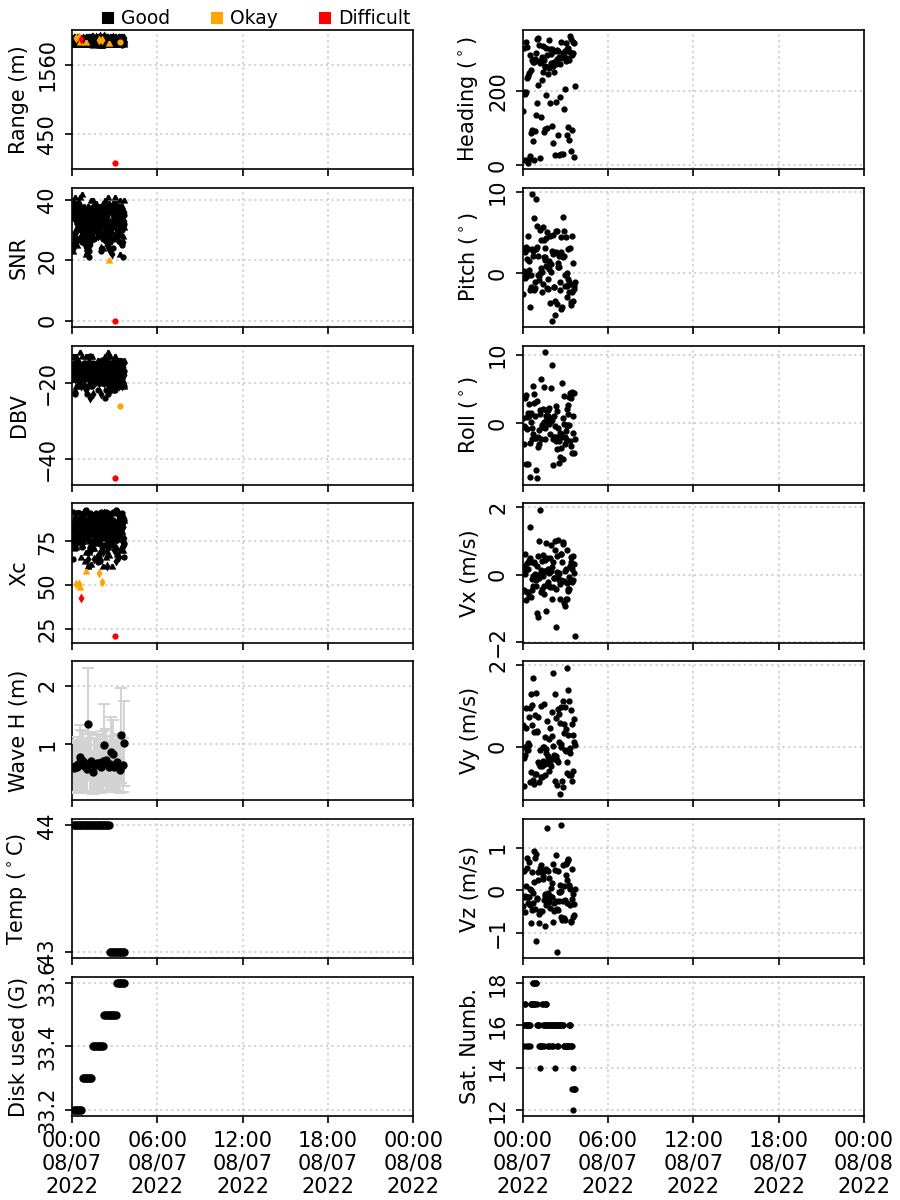 Good Okay Difficult
Range (m)
1560
450
Heading (°)
200
0
SNR
40
20
0
Pitch (°)
10
0
DBV
−20
−40
Roll (°)
10
0
Xc
75
50
25
Vx (m/s)
2
0
−2
Wave H (m)
2
1
Vy (m/s)
2
0
Temp (°C)
44
43
Vz (m/s)
1
0
−1
Disk used (G)
33.6
33.4
33.2
Sat. Numb.
18
16
14
12
00:00 06:00 12:00 18:00 00:00
08/07 08/07 08/07 08/07 08/08
2022 2022 2022 2022 2022
00:00 06:00 12:00 18:00 00:00
08/07 08/07 08/07 08/07 08/08
2022 2022 2022 2022 2022